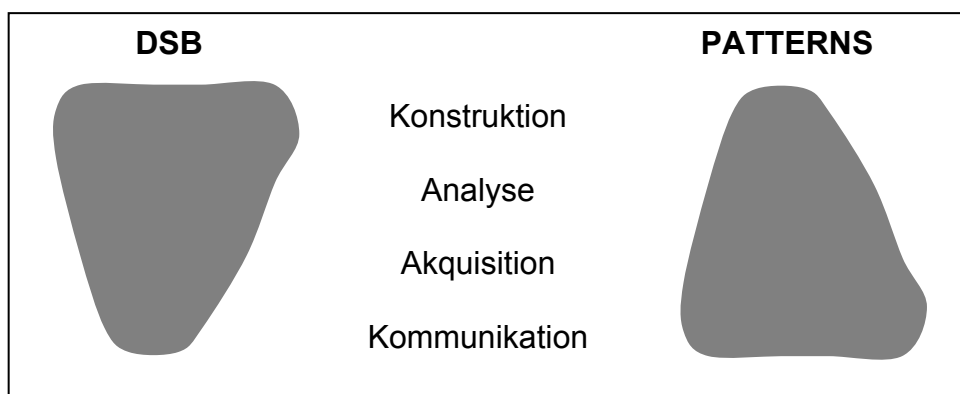 DSB PATTERNS
Konstruktion
Analyse
Akquisition
Kommunikation